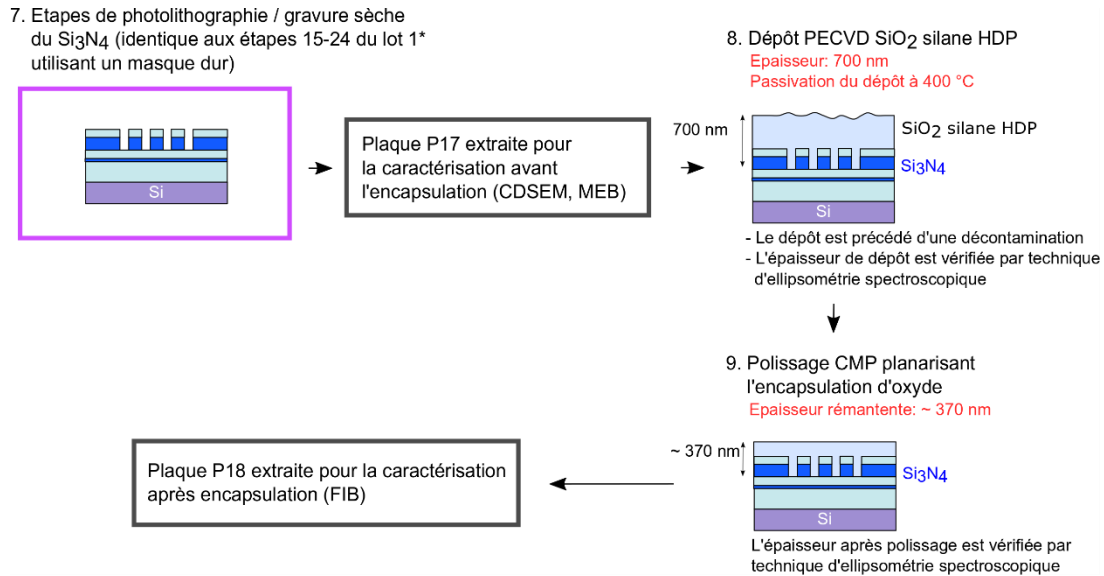 7. Etapes de photolithographie / gravure sèche
du Si3N4 (identique aux étapes 15-24 du lot 1*
utilisant un masque dur)
Si
Plaque P17 extraite pour
la caractérisation avant
l'encapsulation (CDSEM, MEB)
8. Dépôt PECVD SiO2 silane HDP
Epaisseur: 700 nm
Passivation du dépôt à 400 °C
700 nm
SiO2 silane HDP
Si3N4
Si
- Le dépôt est précédé d'une décontamination
- L'épaisseur de dépôt est vérifiée par technique
d'ellipsométrie spectroscopique
9. Polissage CMP planarisant
l'encapsulation d'oxyde
Epaisseur rémantente: ~ 370 nm
~ 370 nm
Si3N4
Si
L'épaisseur après polissage est vérifiée par
technique d'ellipsométrie spectroscopique
Plaque P18 extraite pour la caractérisation
après encapsulation (FIB)